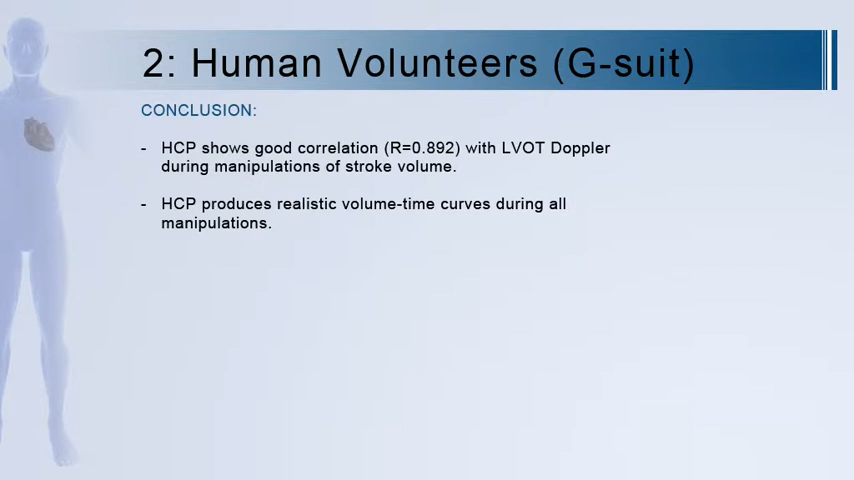 2: Human Volunteers (G-suit)
CONCLUSION:
- HCP shows good correlation (R=0.892) with LVOT Doppler
during manipulations of stroke volume.
- HCP produces realistic volume-time curves during all
manipulations.